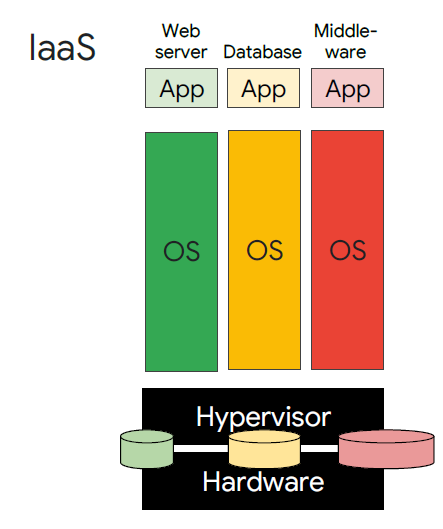 IaaS
Web
server
Database
Middle-
ware
App
App
App
OS
OS
OS
Hypervisor
Hardware